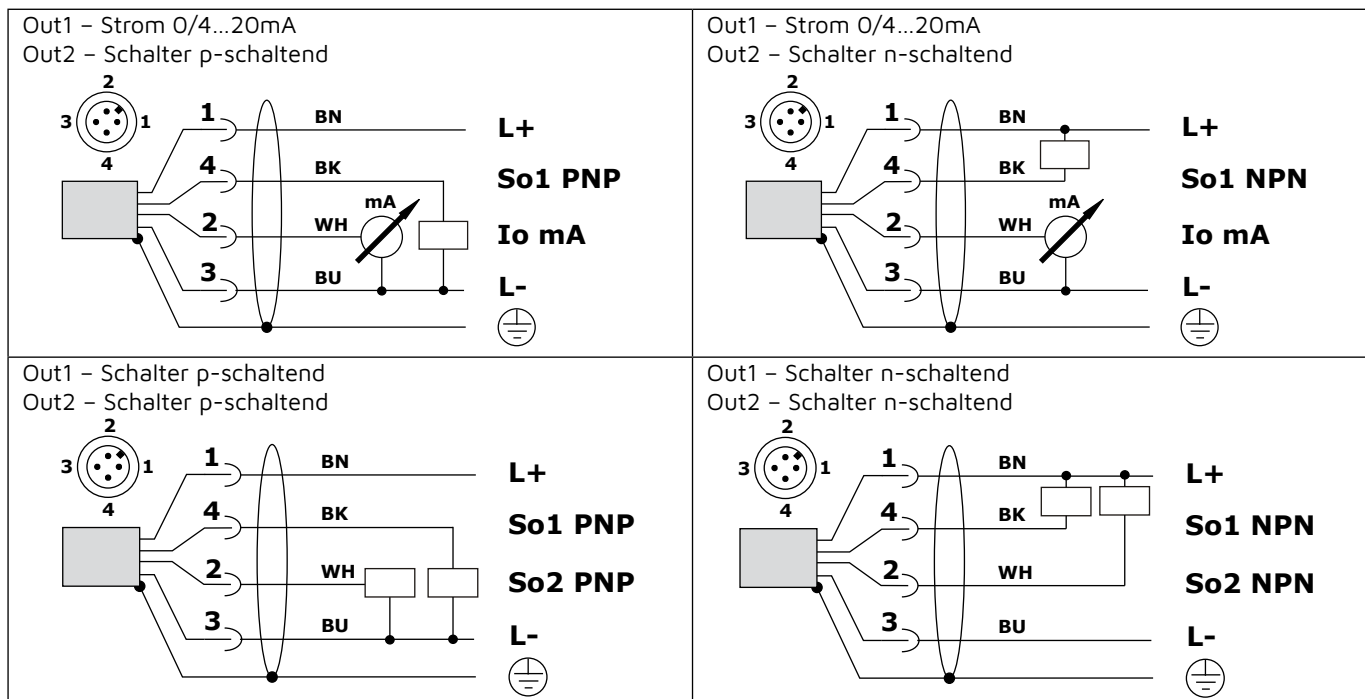 Out1 – Strom 0/4...20mA
Out2 – Schalter p-schaltend
2
3 1
4
1 BN L+
4 BK So1 PNP
mA
2 WH Io mA
3 BU L-
Out1 – Strom 0/4...20mA
Out2 – Schalter n-schaltend
2
3 1
4
1 BN L+
4 BK So1 NPN
mA
2 WH Io mA
3 BU L-
Out1 – Schalter p-schaltend
Out2 – Schalter p-schaltend
2
3 1
4
1 BN L+
4 BK So1 PNP
2 WH So2 PNP
3 BU L-
Out1 – Schalter n-schaltend
Out2 – Schalter n-schaltend
2
3 1
4
1 BN L+
4 BK So1 NPN
2 WH So2 NPN
3 BU L-